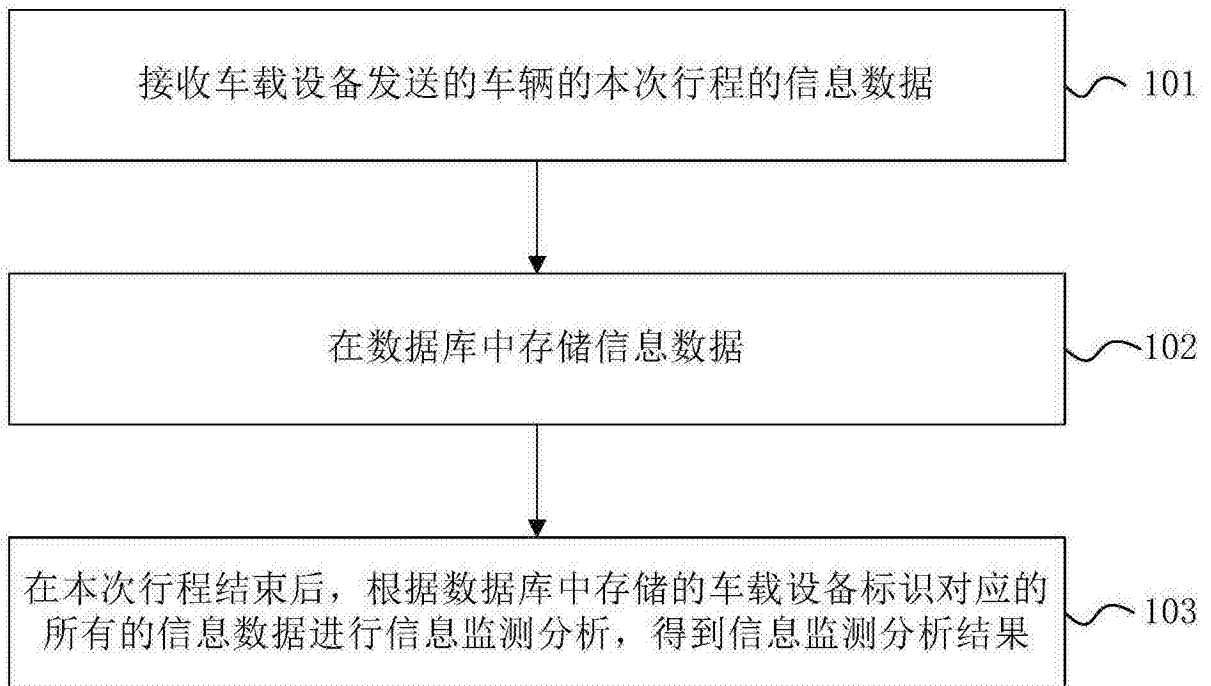 接收车载设备发送的车辆的本次行程的信息数据
101
在数据库中存储信息数据
102
在本次行程结束后，根据数据库中存储的车载设备标识对应的
所有的信息数据进行信息监测分析，得到信息监测分析结果
103